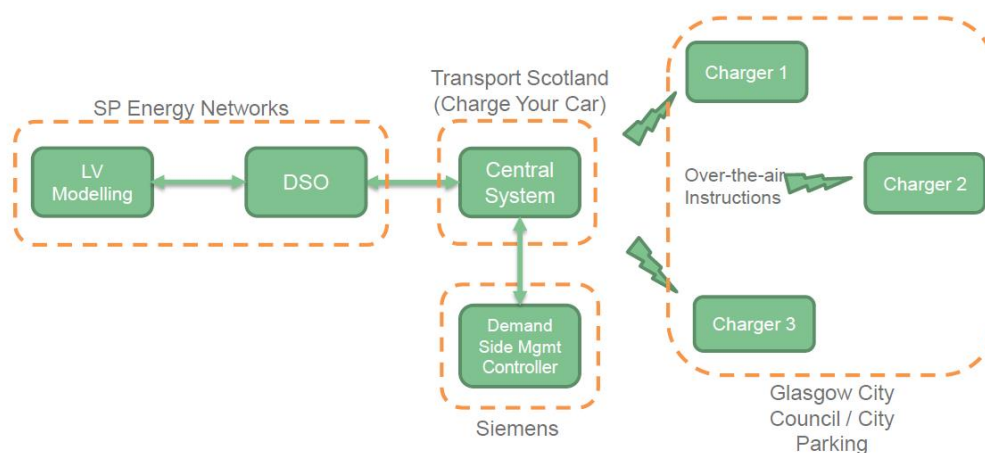 SP Energy Networks
LV
Modelling
DSO
Transport Scotland
(Charge Your Car)
Central
System
Demand
Side Mgmt
Controller
Siemens
Charger 1
Over-the-air
Instructions
Charger 2
Charger 3
Glasgow City
Council / City
Parking